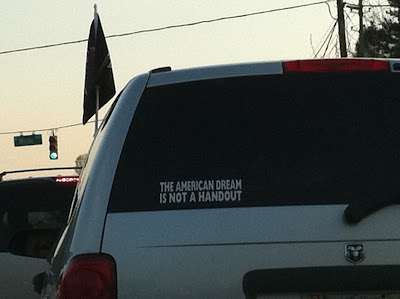 THE AMERICAN DREAM
IS NOT A HANDOUT